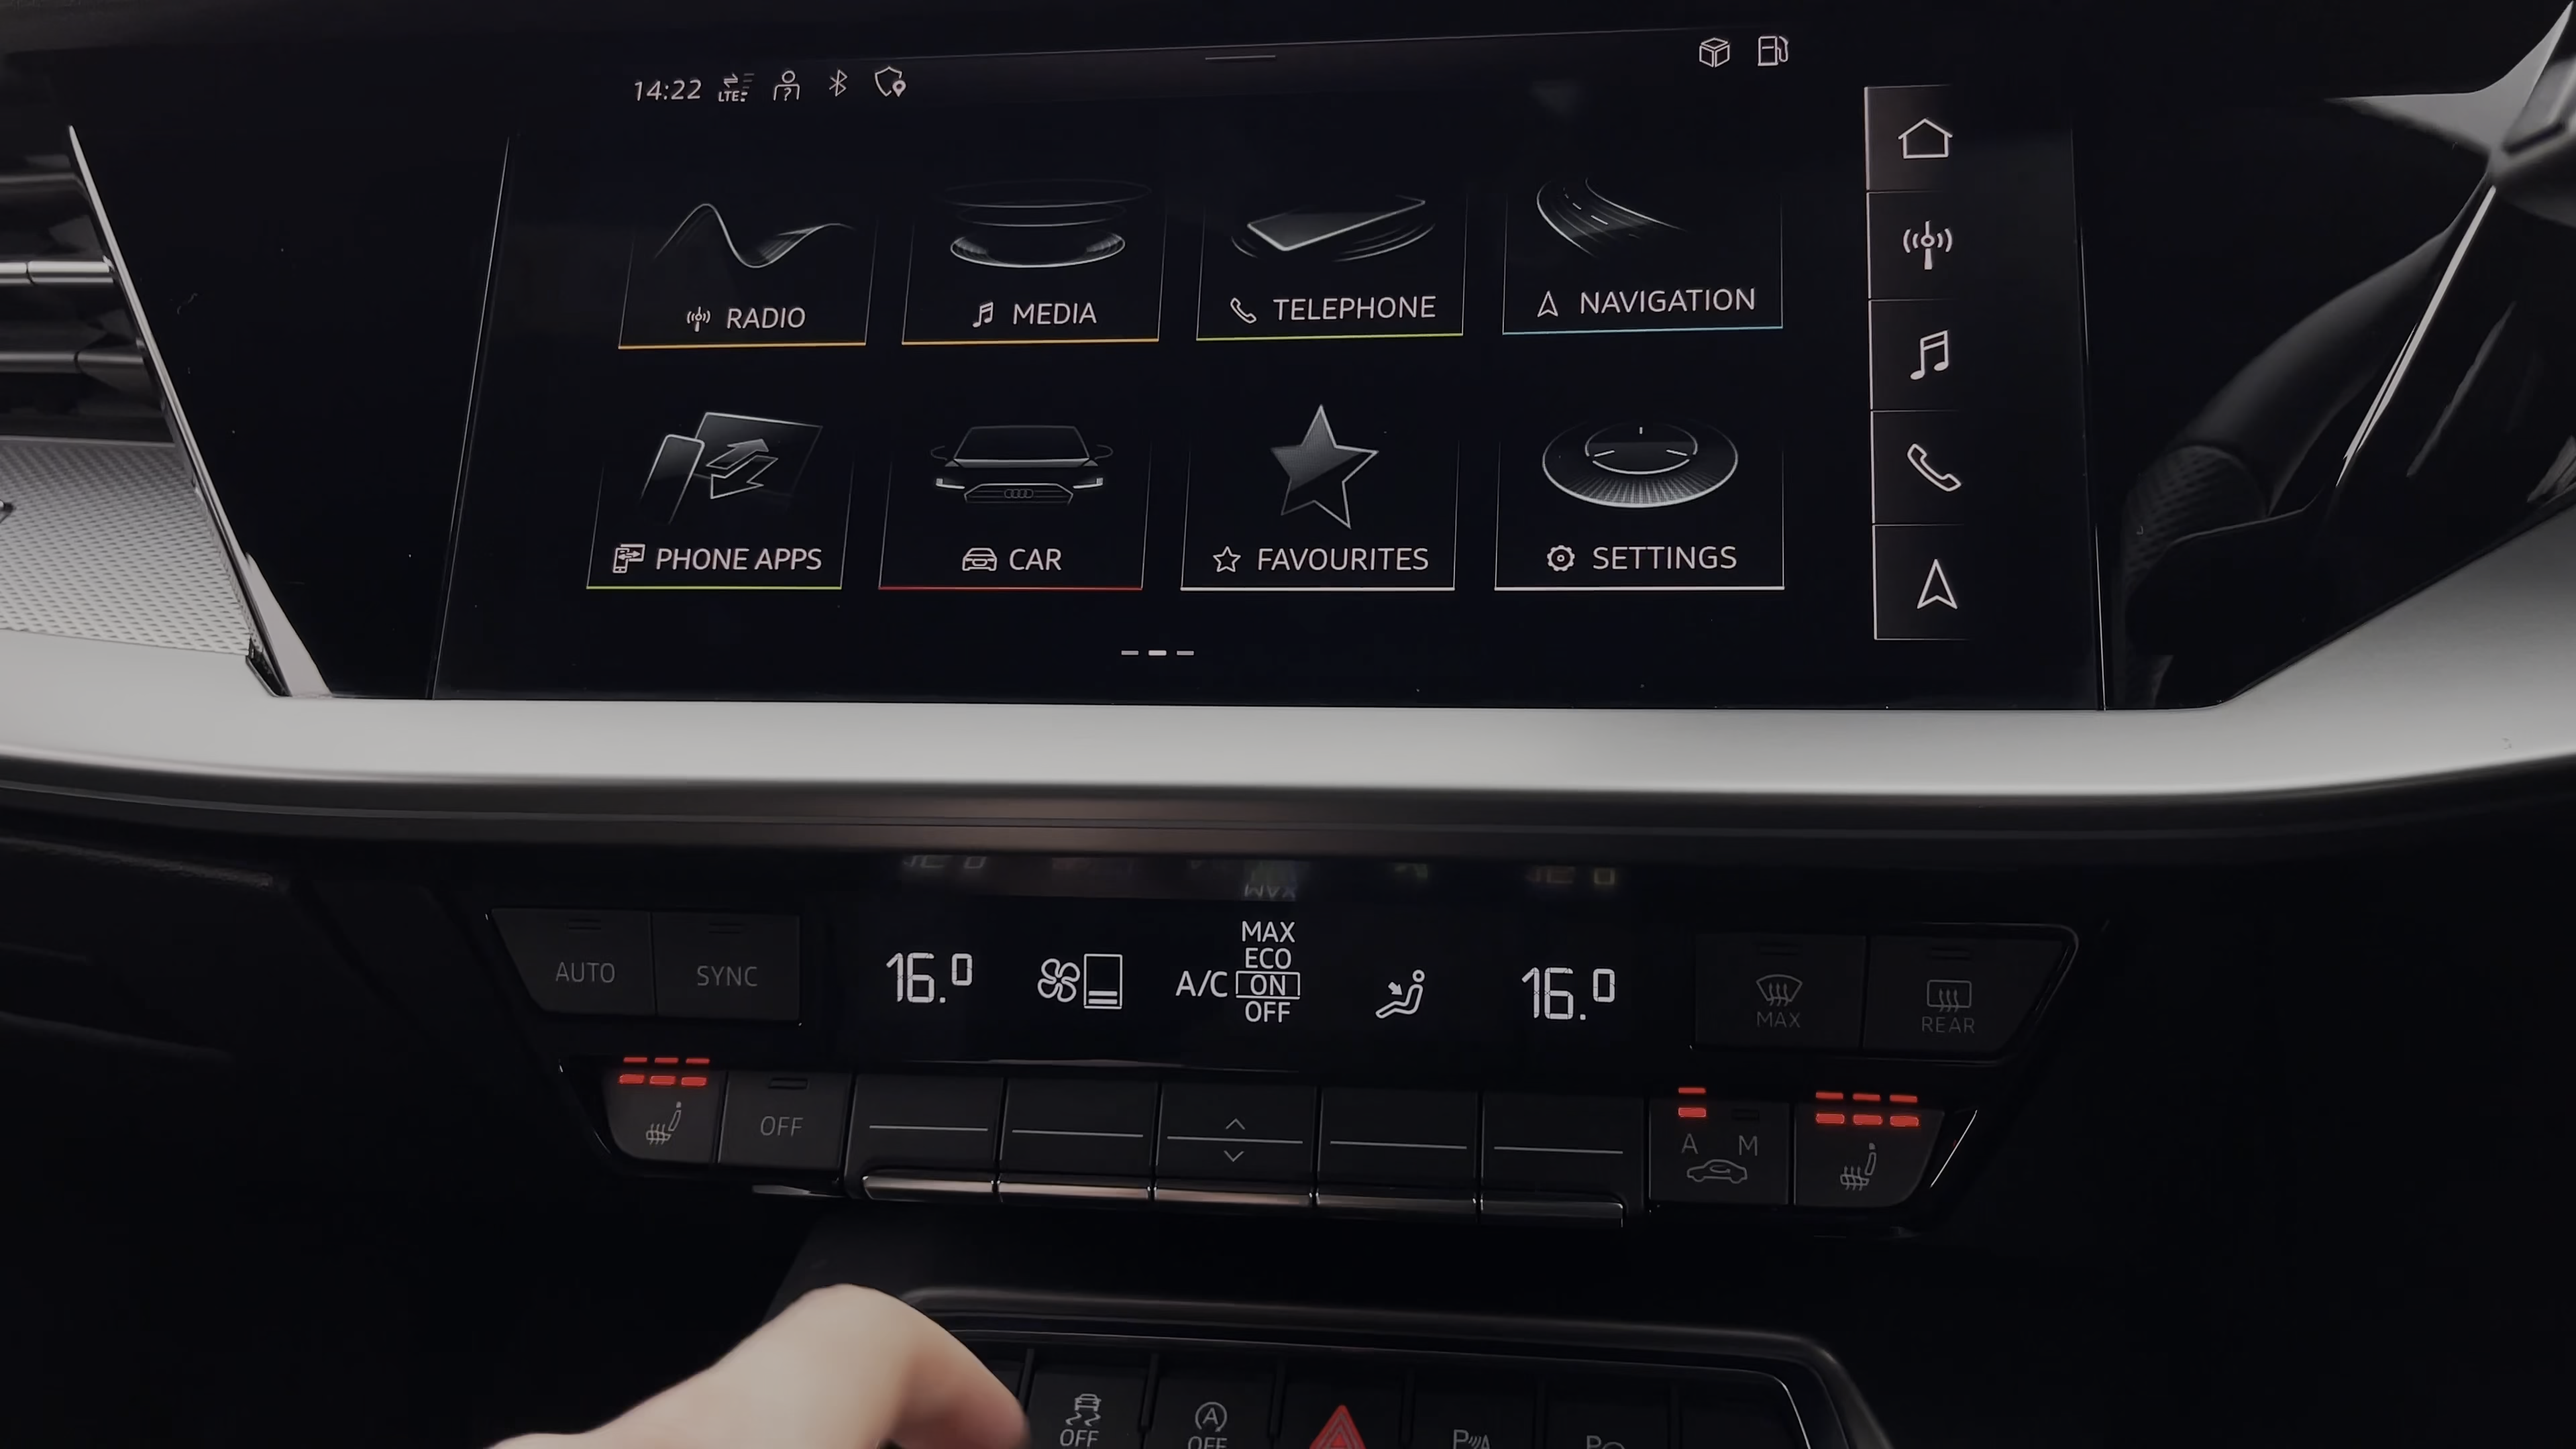 14:22 LTE
RADIO
MEDIA
TELEPHONE
NAVIGATION
PHONE APPS
CAR
FAVOURITES
SETTINGS
AUTO
SYNC
16.0
A/C
MAX
ECO
ON
OFF
16.0
MAX
REAR
OFF
A M
OFF
A
OFF
P
P